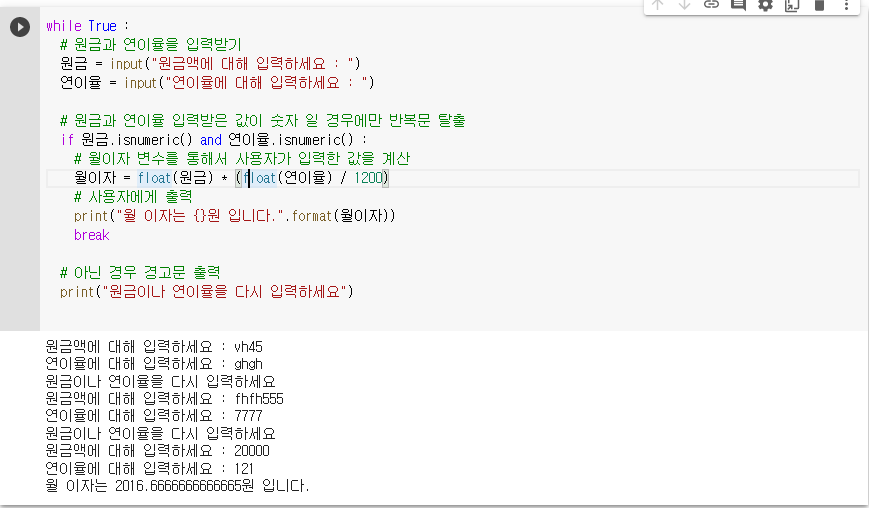 while True :
# 원금과 연이율을 입력받기
원금 = input("원금액에 대해 입력하세요 : ")
연이율 = input("연이율에 대해 입력하세요 : ")
# 원금과 연이율 입력받은 값이 숫자 일 경우에만 반복문 탈출
if 원금.isnumeric() and 연이율.isnumeric() :
# 월이자 변수를 통해서 사용자가 입력한 값을 계산
월이자 = float(원금) * (float(연이율) / 1200)
# 사용자에게 출력
print("월 이자는 {}원 입니다.".format(월이자))
break
# 아닌 경우 경고문 출력
print("원금이나 연이율을 다시 입력하세요")
원금액에 대해 입력하세요 : vh45
연이율에 대해 입력하세요 : ghgh
원금이나 연이율을 다시 입력하세요
원금액에 대해 입력하세요 : fhfh555
연이율에 대해 입력하세요 : 7777
원금이나 연이율을 다시 입력하세요
원금액에 대해 입력하세요 : 20000
연이율에 대해 입력하세요 : 121
월 이자는 2016.6666666666665원 입니다.